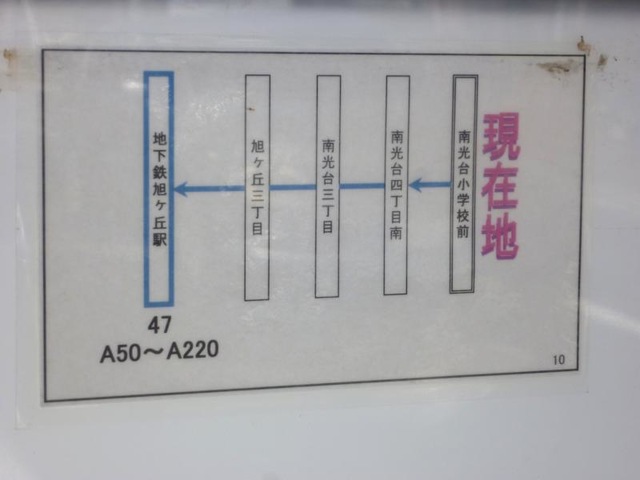 現在地
南光台小学校前
南光台四丁目南
南光台三丁目
旭ヶ丘三丁目
地下鉄旭ヶ丘駅
47
A50～A220
10